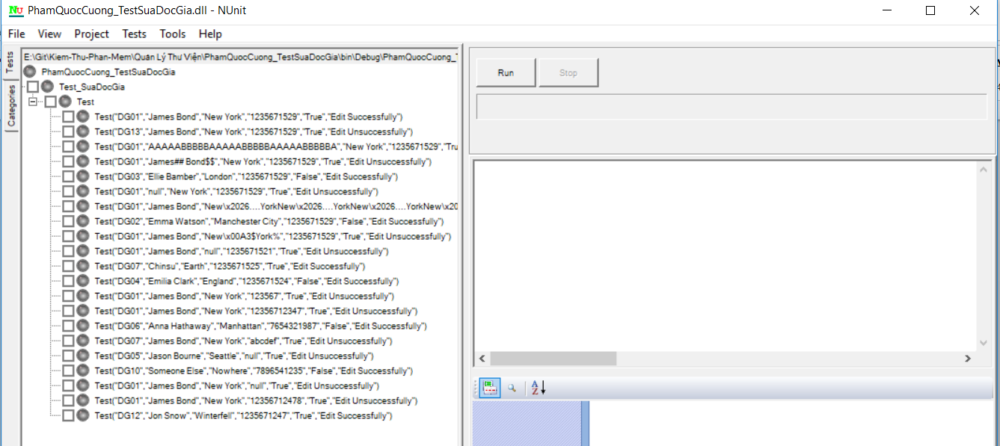 NU PhamQuocCuong_TestSuaDocGia.dll - NUnit
File View Project Tests Tools Help
Tests
Categories
E:\Git\Kiem-Thu-Phan-Mem\Quản Lý Thư Viện\PhamQuocCuong_TestSuaDocGia\bin\Debug\PhamQuocCuong_
PhamQuocCuong_TestSuaDocGia
Test_SuaDocGia
Test
Test("DG01","James Bond","New York","1235671529","True","Edit Successfully")
Test("DG13","James Bond","New York","1235671529","True","Edit Unsuccessfully")
Test("DG01","AAAAABBBBBAAAAABBBBBAAAAABBBBBA","New York","1235671529","Tru
Test("DG01","James## Bond$$","New York","1235671529","True","Edit Unsuccessfully")
Test("DG03","Ellie Bamber","London","1235671529","False","Edit Successfully")
Test("DG01","null","New York","1235671529","True","Edit Unsuccessfully")
Test("DG01","James Bond","New\x2026....YorkNew\x2026....YorkNew\x2026....YorkNew\x20
Test("DG02","Emma Watson","Manchester City","1235671529","False","Edit Successfully")
Test("DG01","James Bond","New\x00A3$York%","1235671529","True","Edit Unsuccessfully")
Test("DG01","James Bond","null","1235671521","True","Edit Unsuccessfully")
Test("DG07","Chinsu","Earth","1235671525","True","Edit Successfully")
Test("DG04","Emilia Clark","England","1235671524","False","Edit Successfully")
Test("DG01","James Bond","New York","123567","True","Edit Unsuccessfully")
Test("DG01","James Bond","New York","12356712347","True","Edit Unsuccessfully")
Test("DG06","Anna Hathaway","Manhattan","7654321987","False","Edit Successfully")
Test("DG07","James Bond","New York","abcdef","True","Edit Unsuccessfully")
Test("DG05","Jason Bourne","Seattle","null","True","Edit Unsuccessfully")
Test("DG10","Someone Else","Nowhere","7896541235","False","Edit Successfully")
Test("DG01","James Bond","New York","null","True","Edit Unsuccessfully")
Test("DG01","James Bond","New York","12356712478","True","Edit Unsuccessfully")
Test("DG12","Jon Snow","Winterfell","1235671247","True","Edit Successfully")
Run Stop